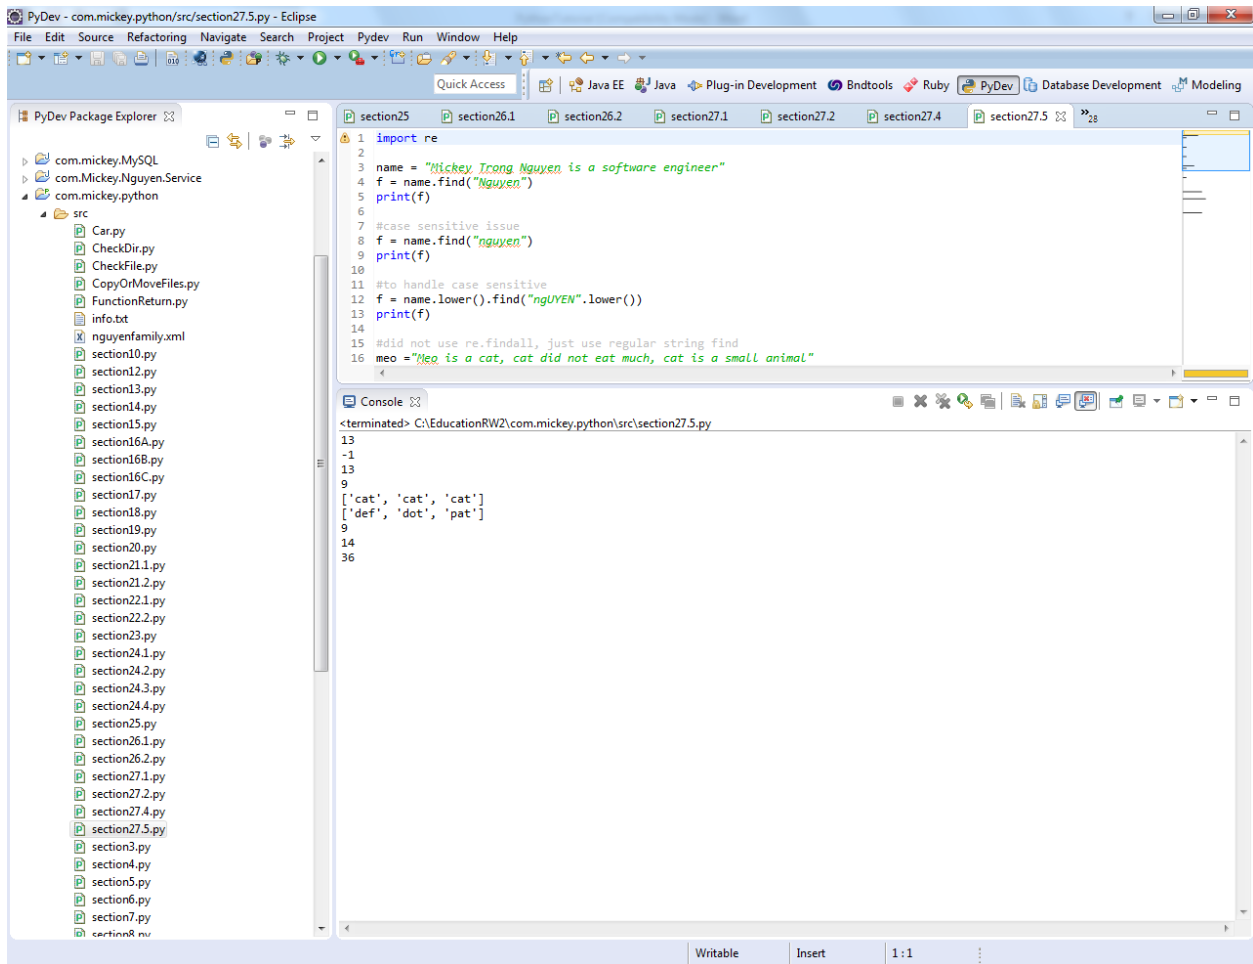 PyDev - com.mickey.python/src/section27.5.py - Eclipse
File Edit Source Refactoring Navigate Search Project Pydev Run Window Help
Quick Access Java EE Java Plug-in Development Bndtools Ruby PyDev Database Development Modeling
PyDev Package Explorer
com.mickey.MySQL
com.Mickey.Nguyen.Service
com.mickey.python
src
Car.py
CheckDir.py
CheckFile.py
CopyOrMoveFiles.py
FunctionReturn.py
info.txt
nguyenfamily.xml
section10.py
section12.py
section13.py
section14.py
section15.py
section16A.py
section16B.py
section16C.py
section17.py
section18.py
section19.py
section20.py
section21.1.py
section21.2.py
section22.1.py
section22.2.py
section23.py
section24.1.py
section24.2.py
section24.3.py
section24.4.py
section25.py
section26.1.py
section26.2.py
section27.1.py
section27.2.py
section27.4.py
section27.5.py
section3.py
section4.py
section5.py
section6.py
section7.py
section8.py
section25 section26.1 section26.2 section27.1 section27.2 section27.4 section27.5 »28
1 import re
2
3 name = "Mickey Trong Nguyen is a software engineer"
4 f = name.find("Nguyen")
5 print(f)
6
7 #case sensitive issue
8 f = name.find("nguyen")
9 print(f)
10
11 #to handle case sensitive
12 f = name.lower().find("ngUYEN".lower())
13 print(f)
14
15 #did not use re.findall, just use regular string find
16 meo ="Meo is a cat, cat did not eat much, cat is a small animal"
Console
<terminated> C:\EducationRW2\com.mickey.python\src\section27.5.py
13
-1
13
9
['cat', 'cat', 'cat']
['def', 'dot', 'pat']
9
14
36
Writable Insert 1 : 1